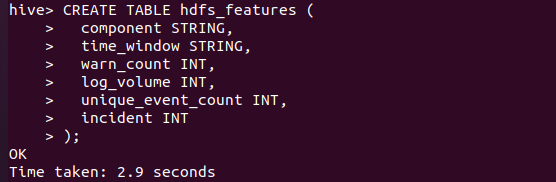 hive> CREATE TABLE hdfs_features (
    >   component STRING,
    >   time_window STRING,
    >   warn_count INT,
    >   log_volume INT,
    >   unique_event_count INT,
    >   incident INT
    > );
OK
Time taken: 2.9 seconds